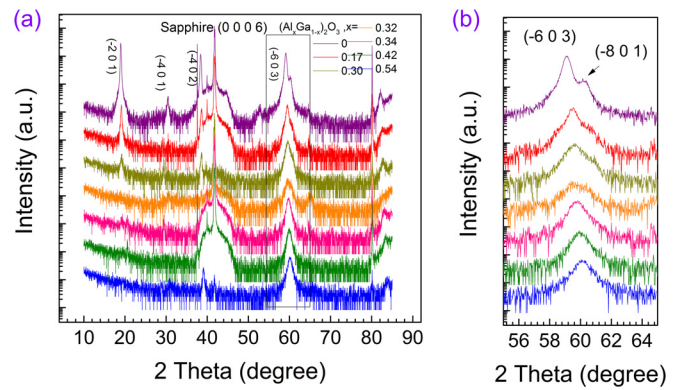 (a)
Sapphire (0 0 0 6)
(AlxGa1-x)2O3 ,x=
0
0.17
0.30
0.32
0.34
0.42
0.54
(-2 0 1)
(-4 0 1)
(-4 0 2)
(-6 0 3)
Intensity (a.u.)
10 20 30 40 50 60 70 80 90
2 Theta (degree)
(b)
(-6 0 3)
(-8 0 1)
Intensity (a.u.)
56 58 60 62 64
2 Theta (degree)